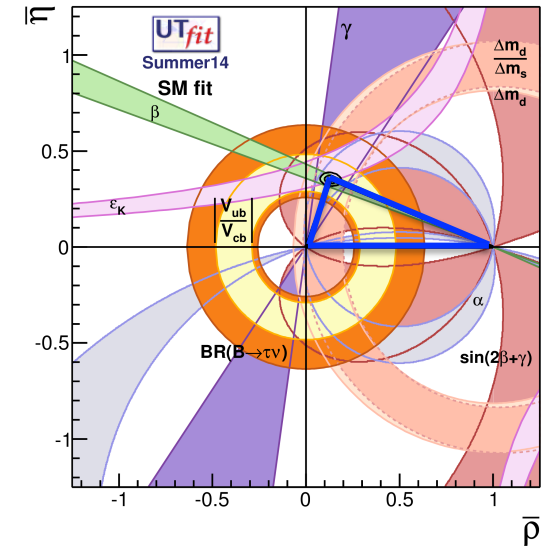 η̅
UTfit
Summer14
SM fit
γ
Δm_d
Δm_s
Δm_d
β
ε_K
|V_ub
V_cb|
α
BR(B→τν)
sin(2β+γ)
1
0.5
0
-0.5
-1
-1
-0.5
0
0.5
1
ρ̅